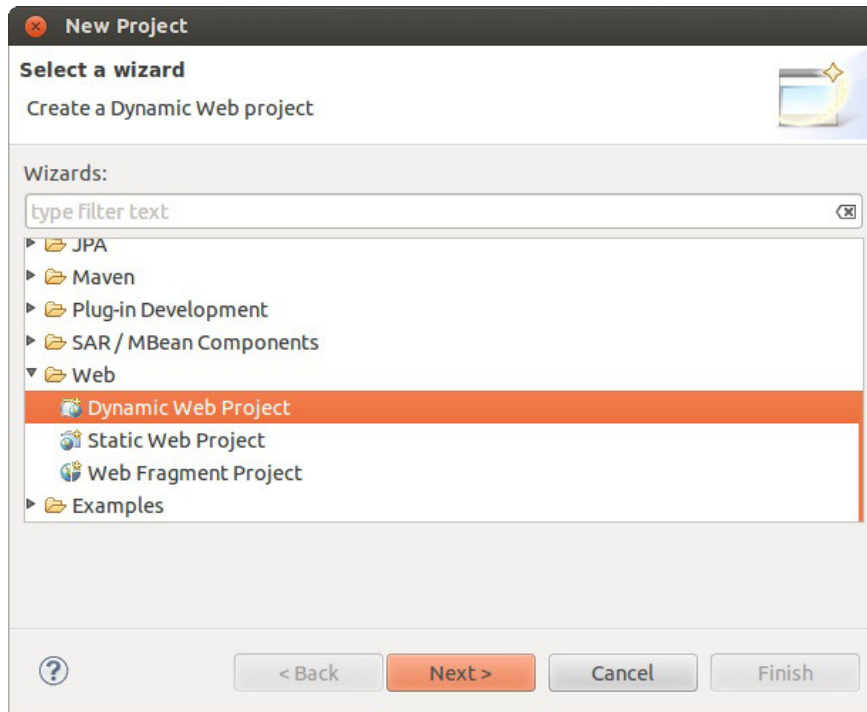 New Project
Select a wizard
Create a Dynamic Web project
Wizards:
type filter text
JPA
Maven
Plug-in Development
SAR / MBean Components
Web
Dynamic Web Project
Static Web Project
Web Fragment Project
Examples
? < Back Next > Cancel Finish